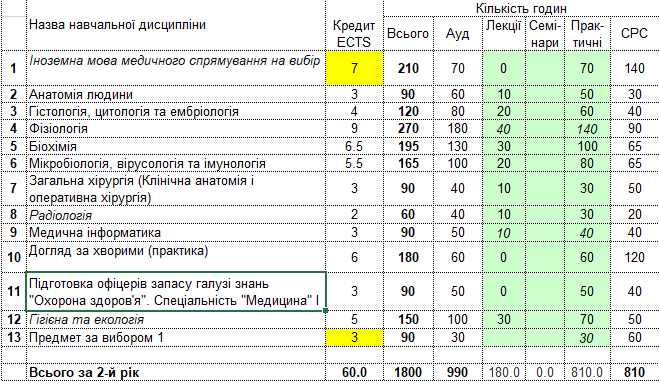 Назва навчальної дисципліни Кредит ECTS Кількість годин
Всього Ауд Лекції Семі-нари Прак-тичні СРС
1 Іноземна мова медичного спрямування на вибір 7 210 70 0 70 140
2 Анатомія людини 3 90 60 10 50 30
3 Гістологія, цитологія та ембріологія 4 120 80 20 60 40
4 Фізіологія 9 270 180 40 140 90
5 Біохімія 6.5 195 130 30 100 65
6 Мікробіологія, вірусологія та імунологія 5.5 165 100 20 80 65
7 Загальна хірургія (Клінічна анатомія і
оперативна хірургія) 3 90 40 10 30 50
8 Радіологія 2 60 40 10 30 20
9 Медична інформатика 3 90 50 10 40 40
10 Догляд за хворими (практика) 6 180 60 0 60 120
11 Підготовка офіцерів запасу галузі знань
"Охорона здоров'я". Спеціальність "Медицина" І 3 90 50 0 50 40
12 Гігієна та екологія 5 150 100 30 70 50
13 Предмет за вибором 1 3 90 30 30 60
Всього за 2-й рік 60.0 1800 990 180.0 0.0 810.0 810